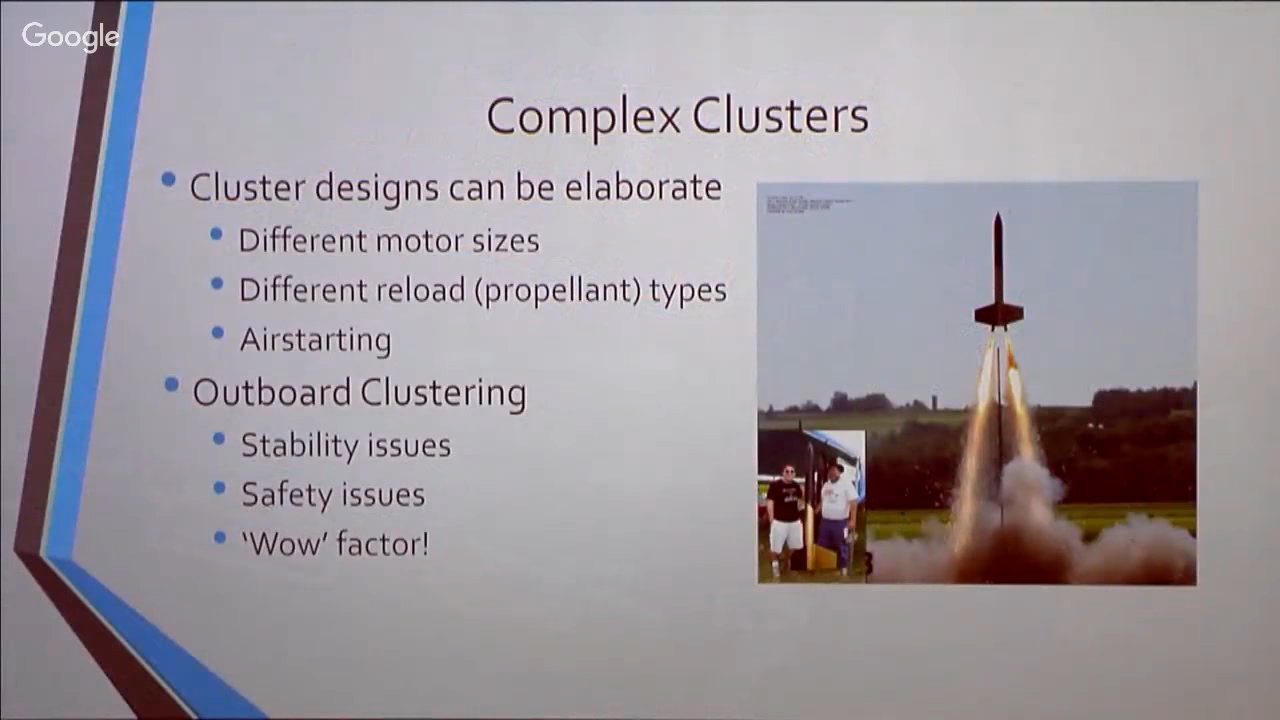 Google
Complex Clusters
• Cluster designs can be elaborate
• Different motor sizes
• Different reload (propellant) types
• Airstarting
• Outboard Clustering
• Stability issues
• Safety issues
• ‘Wow’ factor!